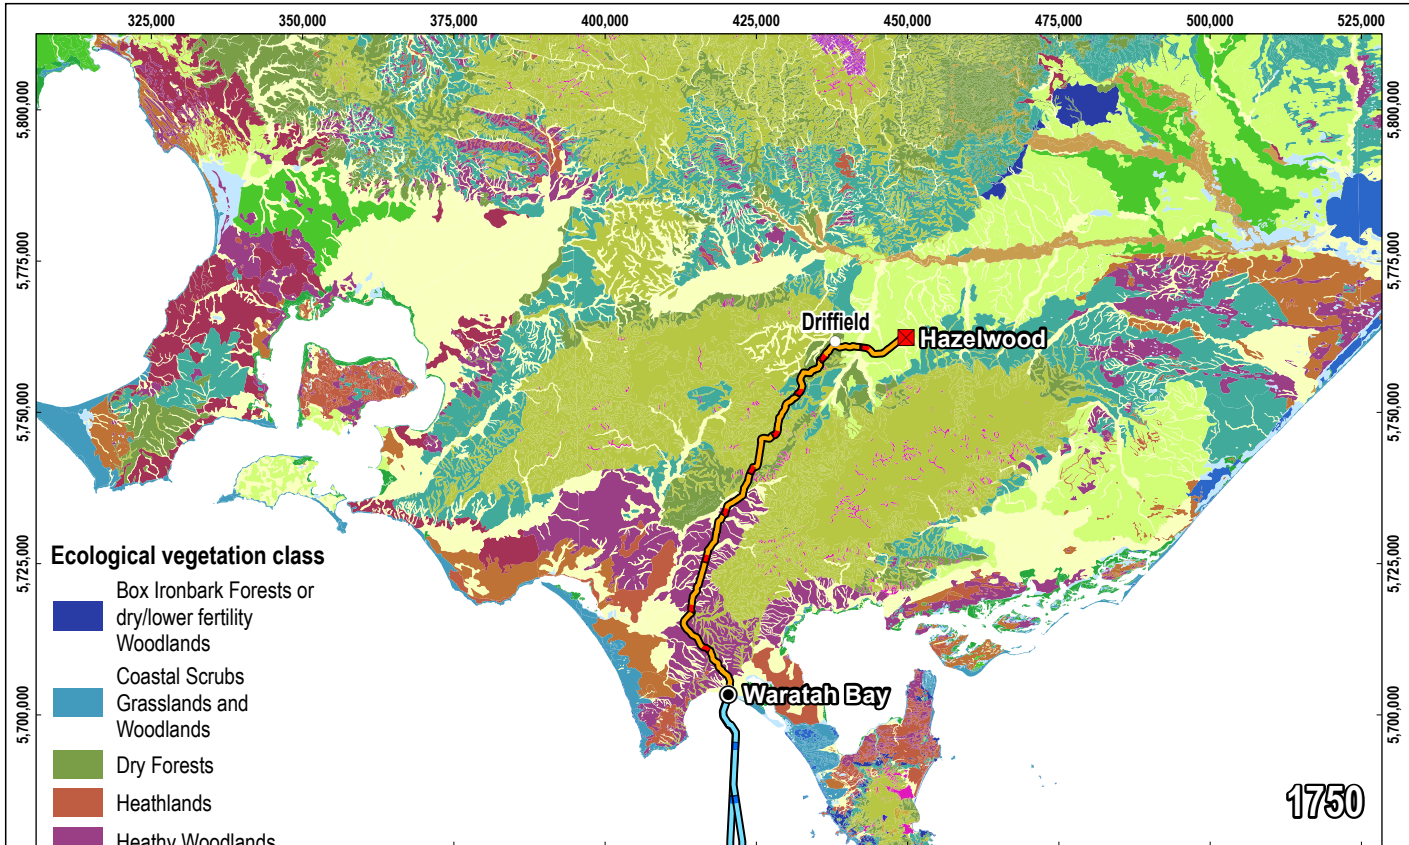 325,000 350,000 375,000 400,000 425,000 450,000 475,000 500,000 525,000
5,800,000 5,800,000
5,775,000 5,775,000
Driffield
Hazelwood
5,750,000 5,750,000
5,725,000 5,725,000
Ecological vegetation class
Box Ironbark Forests or
dry/lower fertility
Woodlands
Coastal Scrubs
Grasslands and
Woodlands
Waratah Bay
5,700,000 5,700,000
Dry Forests
Heathlands
1750
Heathy Woodlands